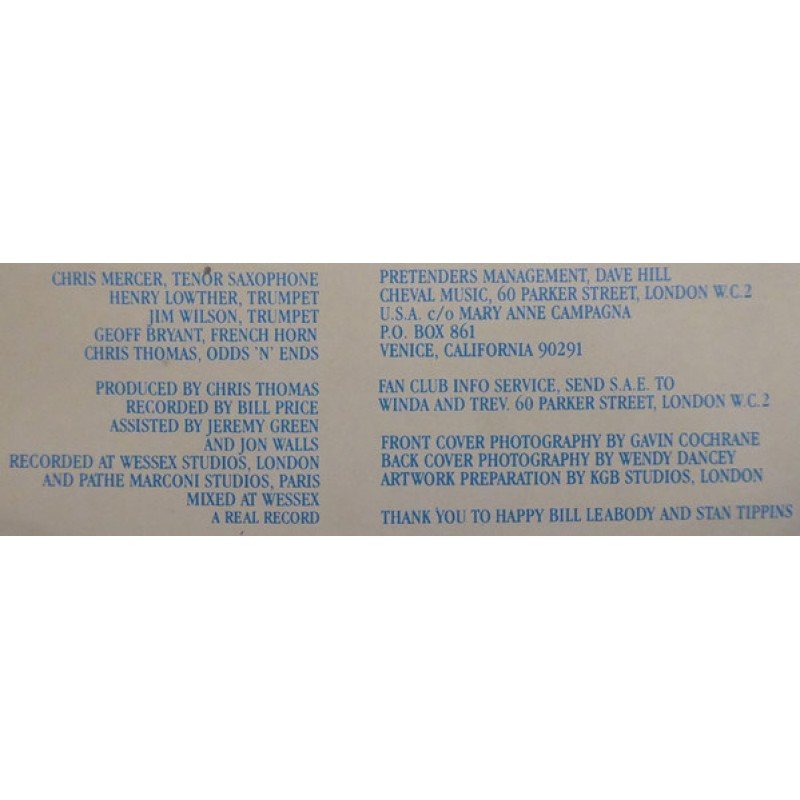 CHRIS MERCER, TENOR SAXOPHONE
HENRY LOWTHER, TRUMPET
JIM WILSON, TRUMPET
GEOFF BRYANT, FRENCH HORN
CHRIS THOMAS, ODDS 'N' ENDS
PRODUCED BY CHRIS THOMAS
RECORDED BY BILL PRICE
ASSISTED BY JEREMY GREEN
AND JON WALLS
RECORDED AT WESSEX STUDIOS, LONDON
AND PATHE MARCONI STUDIOS, PARIS
MIXED AT WESSEX
A REAL RECORD
PRETENDERS MANAGEMENT, DAVE HILL
CHEVAL MUSIC, 60 PARKER STREET, LONDON W.C.2
U.S.A. c/o MARY ANNE CAMPAGNA
P.O. BOX 861
VENICE, CALIFORNIA 90291
FAN CLUB INFO SERVICE, SEND S.A.E. TO
WINDA AND TREV. 60 PARKER STREET, LONDON W.C.2
FRONT COVER PHOTOGRAPHY BY GAVIN COCHRANE
BACK COVER PHOTOGRAPHY BY WENDY DANCEY
ARTWORK PREPARATION BY KGB STUDIOS, LONDON
THANK YOU TO HAPPY BILL LEABODY AND STAN TIPPINS